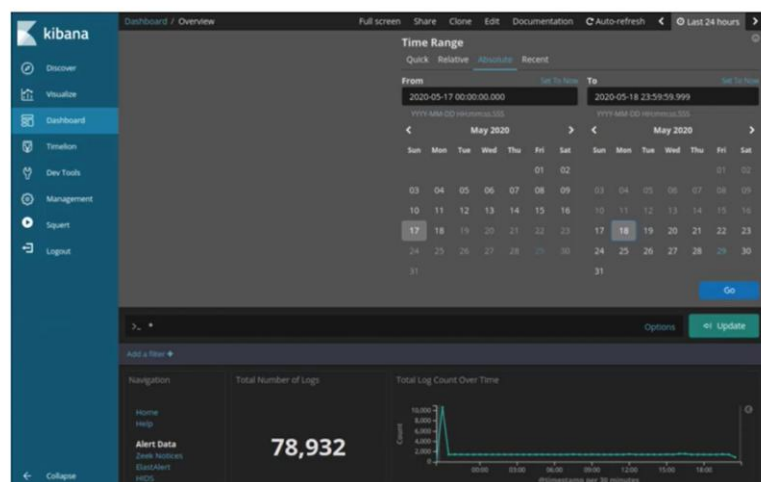 kibana
Discover
Visualize
Dashboard
Timelion
Dev Tools
Management
Squert
Logout
Collapse
Dashboard / Overview
Full screen Share Clone Edit Documentation Auto-refresh Last 24 hours
Time Range
Quick Relative Absolute Recent
From Set To Now
2020-05-17 00:00:00.000
YYYY-MM-DD HH:mm:ss.SSS
May 2020
Sun Mon Tue Wed Thu Fri Sat
01 02
03 04 05 06 07 08 09
10 11 12 13 14 15 16
17 18 19 20 21 22 23
24 25 26 27 28 29 30
31
To Set To Now
2020-05-18 23:59:59.999
YYYY-MM-DD HH:mm:ss.SSS
May 2020
Sun Mon Tue Wed Thu Fri Sat
01 02
03 04 05 06 07 08 09
10 11 12 13 14 15 16
17 18 19 20 21 22 23
24 25 26 27 28 29 30
31
Go
>_ *
Options
Update
Add a filter +
Navigation
Home
Help
Alert Data
Zeek Notices
ElastAlert
HIDS
Total Number of Logs
78,932
Total Log Count Over Time
Count
10,000
8,000
6,000
4,000
2,000
0
00:00 03:00 06:00 09:00 12:00 15:00 18:00
@timestamp per 30 minutes